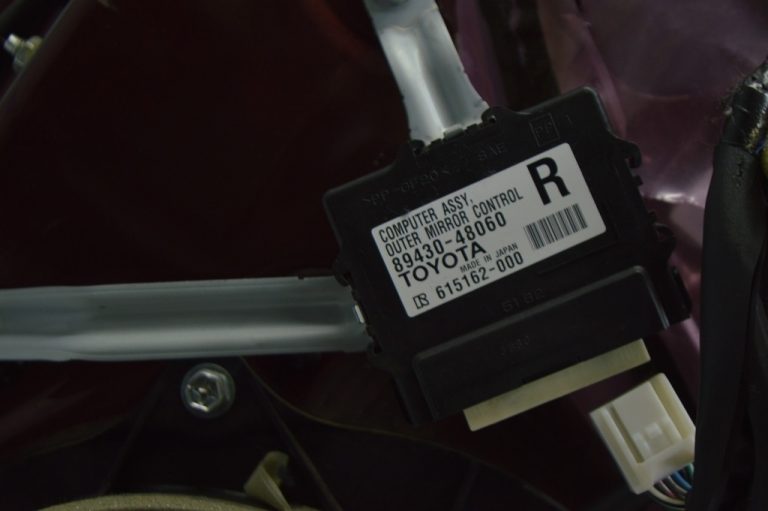 COMPUTER ASSY,
OUTER MIRROR CONTROL
89430-48060
TOYOTA
MADE IN JAPAN
615162-000
R